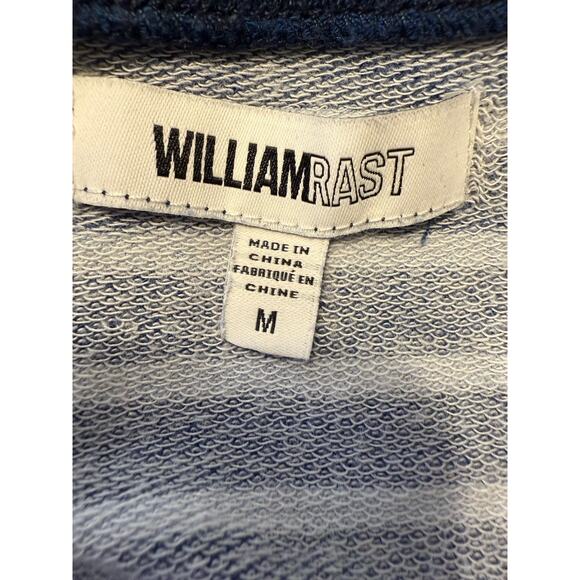 WILLIAMRAST
MADE IN
CHINA
FABRIQUÉ EN
CHINE
M